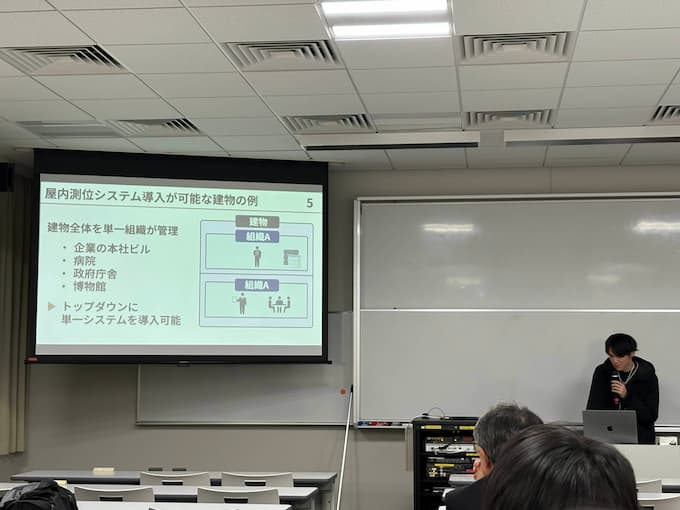 屋内測位システム導入が可能な建物の例 5
建物全体を単一組織が管理
・ 企業の本社ビル
・ 病院
・ 政府庁舎
・ 博物館
▶ トップダウンに
単一システムを導入可能
建物
組織A
組織A